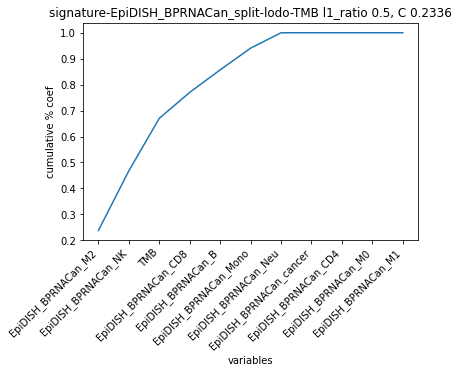 signature-EpiDISH_BPRNACan_split-lodo-TMB l1_ratio 0.5, C 0.2336
1.0
0.9
0.8
0.7
0.6
0.5
0.4
0.3
0.2
cumulative % coef
EpiDISH_BPRNACan_M2
EpiDISH_BPRNACan_NK
TMB
EpiDISH_BPRNACan_CD8
EpiDISH_BPRNACan_B
EpiDISH_BPRNACan_Mono
EpiDISH_BPRNACan_Neu
EpiDISH_BPRNACan_cancer
EpiDISH_BPRNACan_CD4
EpiDISH_BPRNACan_M0
EpiDISH_BPRNACan_M1
variables